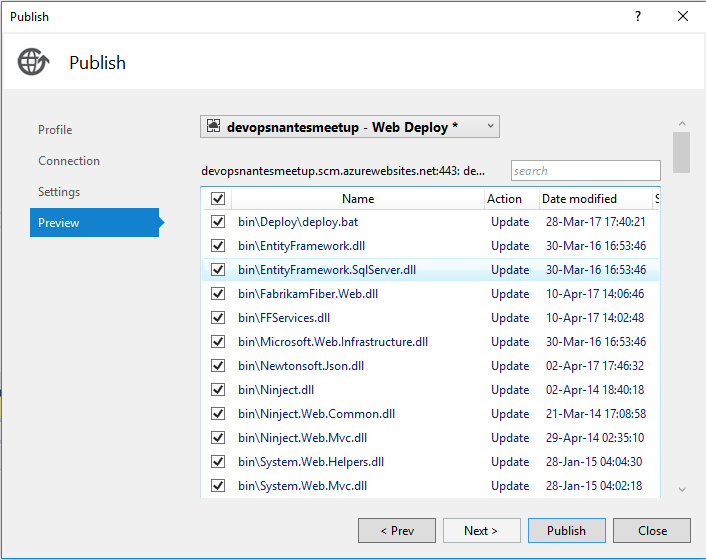 Publish
? ×
Publish
Profile
Connection
Settings
Preview
devopsnantesmeetup - Web Deploy *
devopsnantesmeetup.scm.azurewebsites.net:443: de...
search
Name Action Date modified S
bin\Deploy\deploy.bat Update 28-Mar-17 17:40:21
bin\EntityFramework.dll Update 30-Mar-16 16:53:46
bin\EntityFramework.SqlServer.dll Update 30-Mar-16 16:53:46
bin\FabrikamFiber.Web.dll Update 10-Apr-17 14:06:46
bin\FFServices.dll Update 10-Apr-17 14:02:48
bin\Microsoft.Web.Infrastructure.dll Update 30-Mar-16 16:53:46
bin\Newtonsoft.Json.dll Update 02-Apr-17 17:46:32
bin\Ninject.dll Update 02-Apr-14 18:40:18
bin\Ninject.Web.Common.dll Update 21-Mar-14 17:08:58
bin\Ninject.Web.Mvc.dll Update 29-Apr-14 02:35:10
bin\System.Web.Helpers.dll Update 28-Jan-15 04:04:30
bin\System.Web.Mvc.dll Update 28-Jan-15 04:02:18
< Prev
Next >
Publish
Close